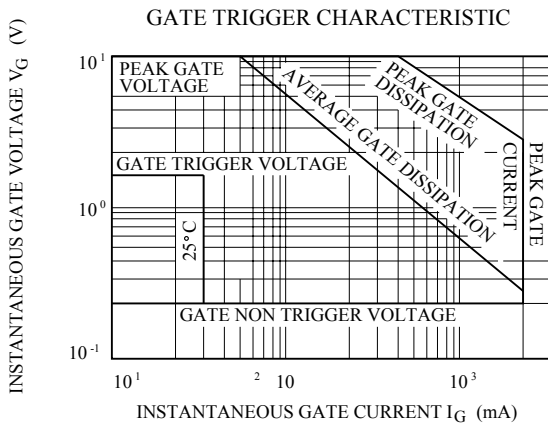 GATE TRIGGER CHARACTERISTIC
INSTANTANEOUS GATE VOLTAGE VG (V)
10 1
10 0
10 -1
PEAK GATE
VOLTAGE
AVERAGE GATE DISSIPATION
PEAK GATE
DISSIPATION
GATE TRIGGER VOLTAGE
PEAK GATE
CURRENT
25°C
GATE NON TRIGGER VOLTAGE
10 1
2 10
10 3
INSTANTANEOUS GATE CURRENT IG (mA)